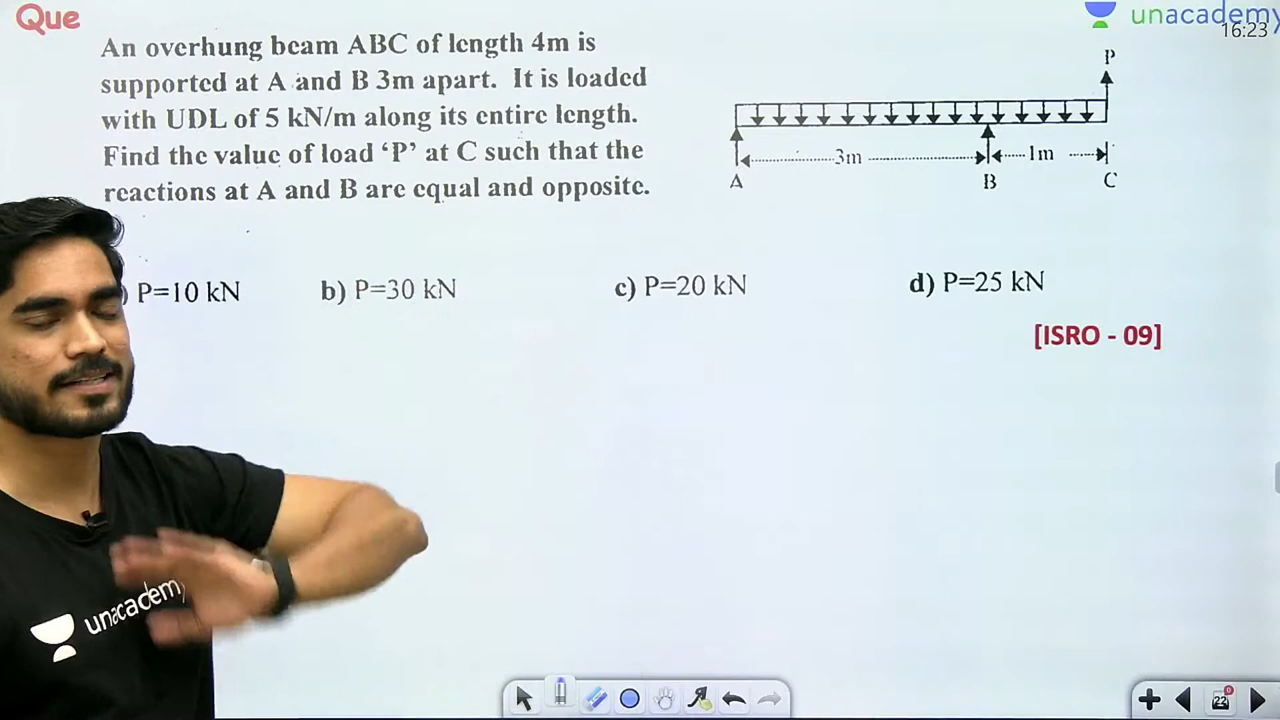 Que
unacademy
16:23
An overhung beam ABC of length 4m is
supported at A and B 3m apart. It is loaded
with UDL of 5 kN/m along its entire length.
Find the value of load ‘P’ at C such that the
reactions at A and B are equal and opposite.
P
3m
1m
A
B
C
) P=10 kN
b) P=30 kN
c) P=20 kN
d) P=25 kN
[ISRO - 09]
unacademy
22